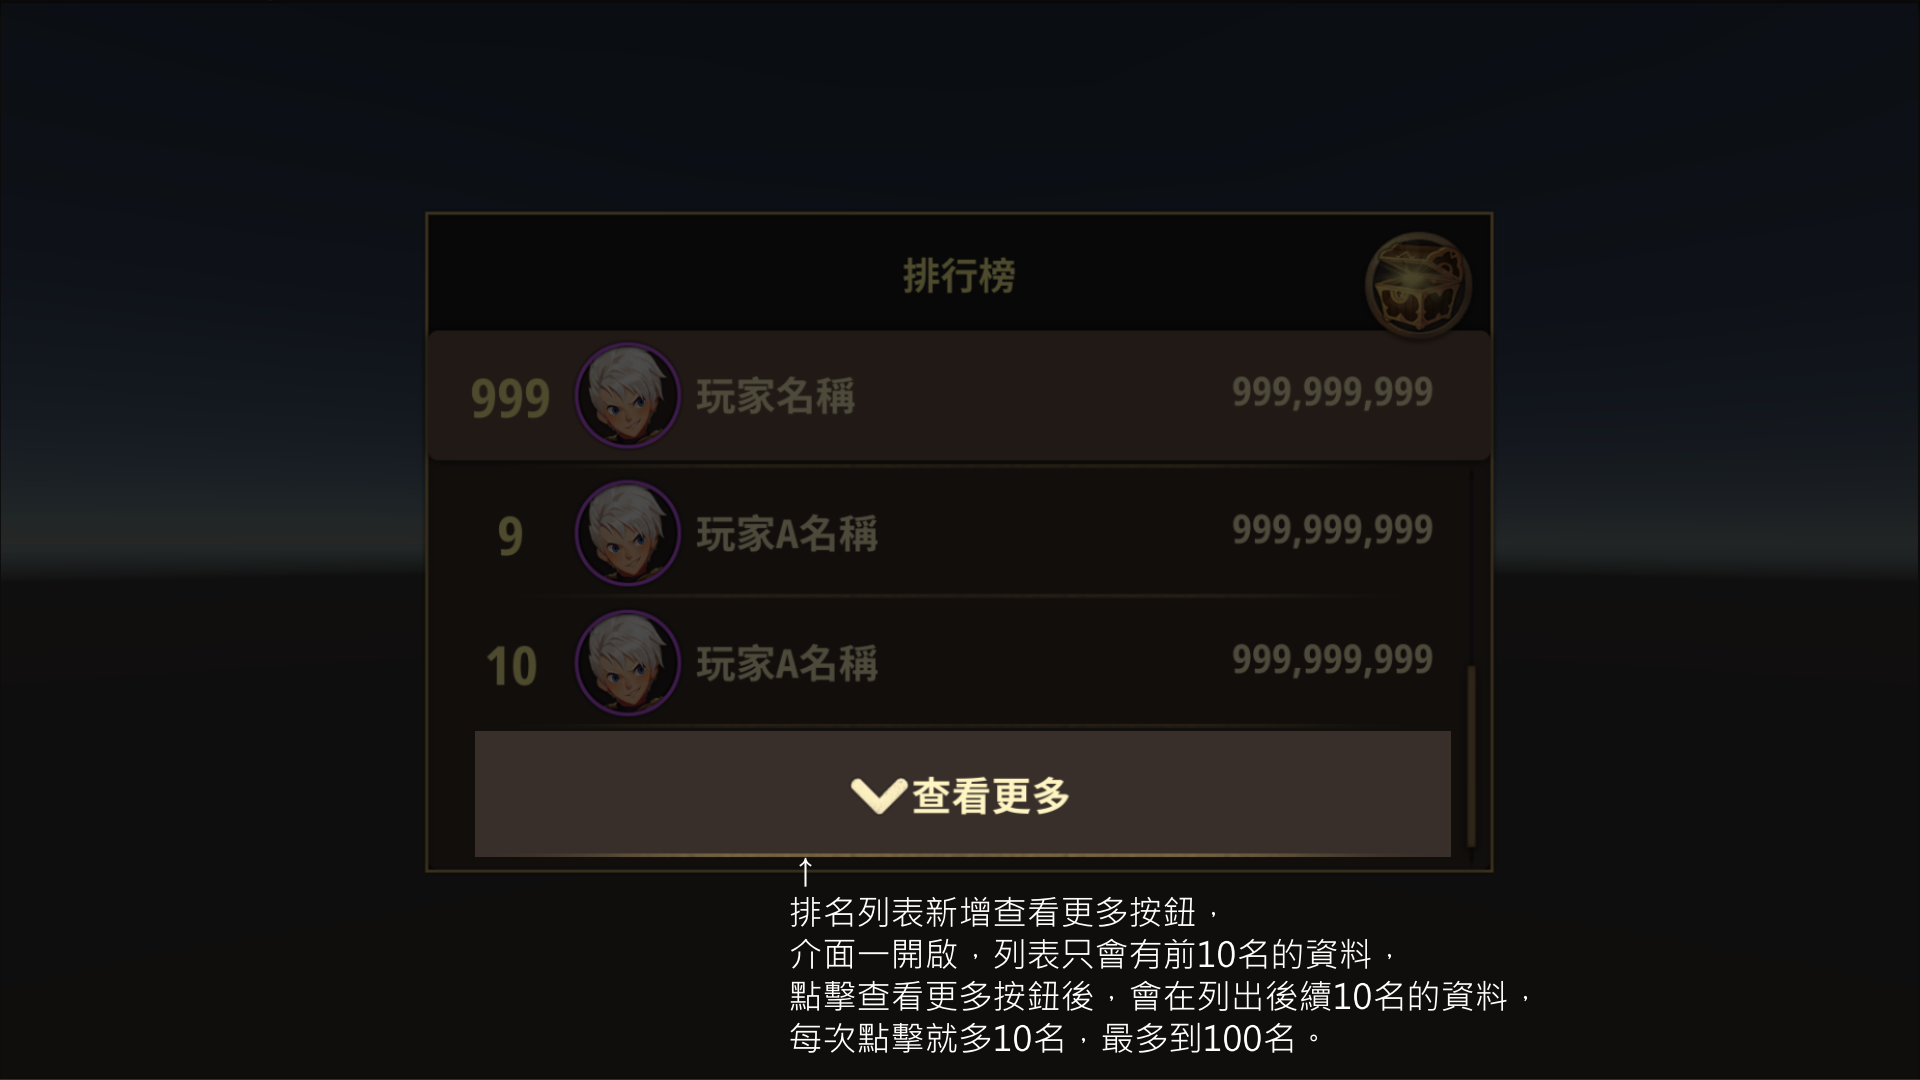 排行榜
999 玩家名稱 999,999,999
9 玩家A名稱 999,999,999
10 玩家A名稱 999,999,999
查看更多
排名列表新增查看更多按鈕，
介面一開啟，列表只會有前10名的資料，
點擊查看更多按鈕後，會在列出後續10名的資料，
每次點擊就多10名，最多到100名。